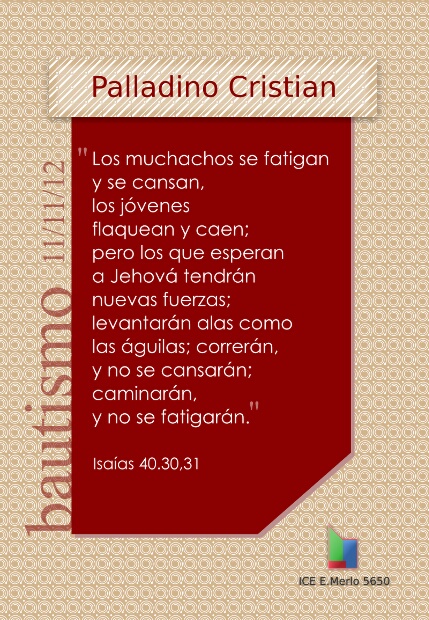 Palladino Cristian
"Los muchachos se fatigan
y se cansan,
los jóvenes
flaquean y caen;
pero los que esperan
a Jehová tendrán
nuevas fuerzas;
levantarán alas como
las águilas; correrán,
y no se cansarán;
caminarán,
y no se fatigarán."
Isaías 40.30,31
bautismo 11/11/12
ICE E.Merlo 5650